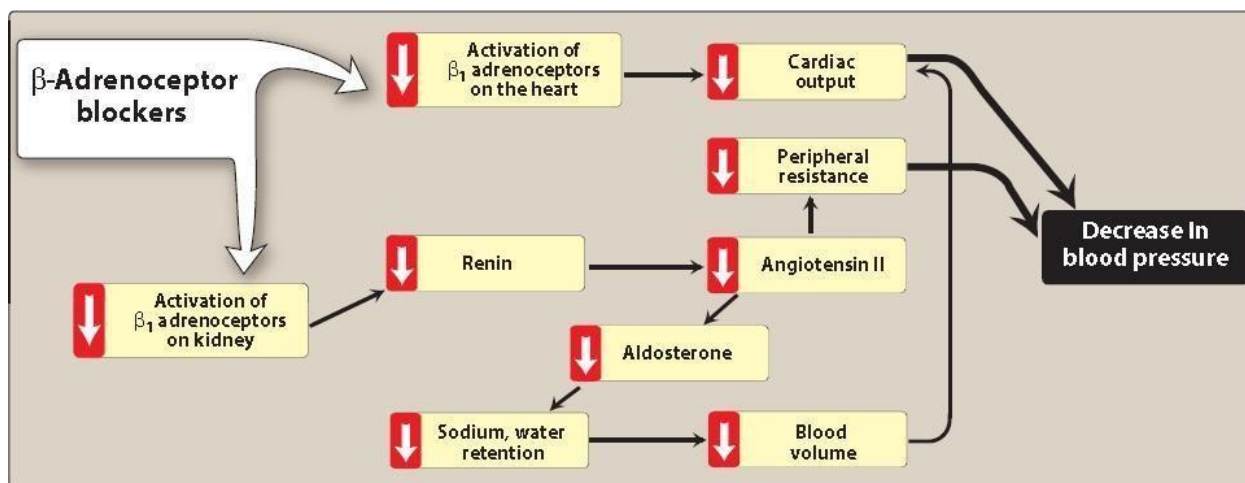 β-Adrenoceptor
blockers
Activation of
β1 adrenoceptors
on the heart
Cardiac
output
Peripheral
resistance
Decrease in
blood pressure
Renin
Angiotensin II
Activation of
β1 adrenoceptors
on kidney
Aldosterone
Sodium, water
retention
Blood
volume